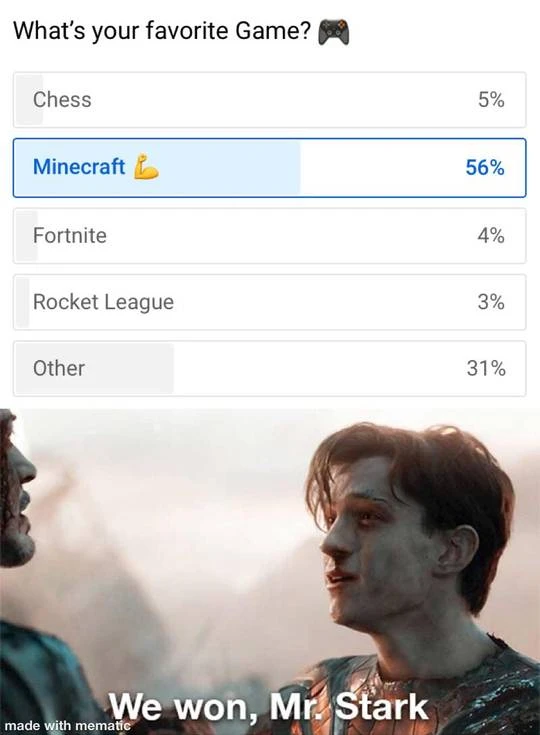 What's your favorite Game? 🎮
Chess 5%
Minecraft 💪 56%
Fortnite 4%
Rocket League 3%
Other 31%
We won, Mr. Stark
made with mematic